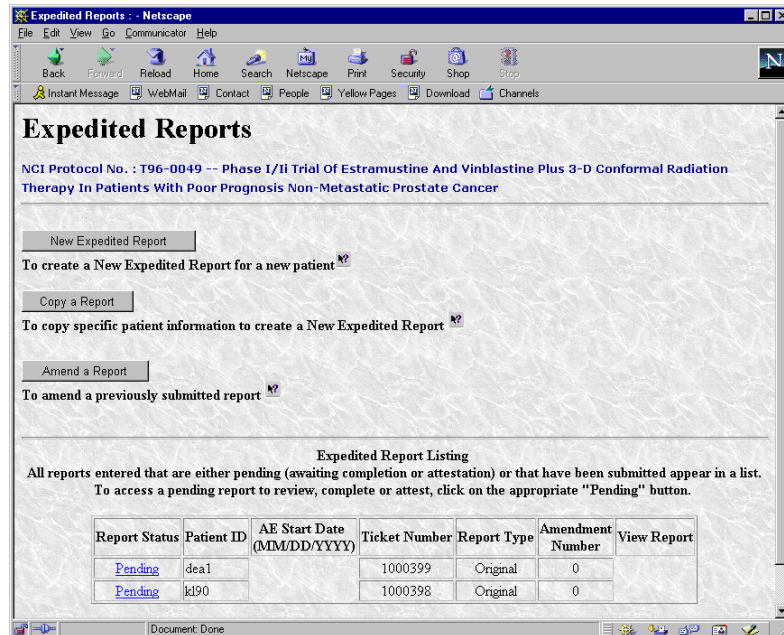 Expedited Reports : - Netscape
File Edit View Go Communicator Help
My
N
Back Forward Reload Home Search Netscape Print Security Shop Stop
Instant Message WebMail Contact People Yellow Pages Download Channels
Expedited Reports
NCI Protocol No. : T96-0049 -- Phase I/Ii Trial Of Estramustine And Vinblastine Plus 3-D Conformal Radiation
Therapy In Patients With Poor Prognosis Non-Metastatic Prostate Cancer
New Expedited Report
To create a New Expedited Report for a new patient ?
Copy a Report
To copy specific patient information to create a New Expedited Report ?
Amend a Report
To amend a previously submitted report ?
Expedited Report Listing
All reports entered that are either pending (awaiting completion or attestation) or that have been submitted appear in a list.
To access a pending report to review, complete or attest, click on the appropriate "Pending" button.
Report Status Patient ID AE Start Date (MM/DD/YYYY) Ticket Number Report Type Amendment Number View Report
Pending dea1 1000399 Original 0
Pending kl90 1000398 Original 0
Document: Done